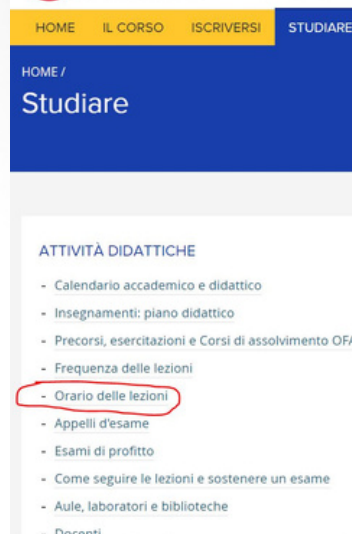 HOME IL CORSO ISCRIVERSI STUDIARE
HOME /
Studiare
ATTIVITÀ DIDATTICHE
- Calendario accademico e didattico
- Insegnamenti: piano didattico
- Precorsi, esercitazioni e Corsi di assolvimento OFA
- Frequenza delle lezioni
- Orario delle lezioni
- Appelli d'esame
- Esami di profitto
- Come seguire le lezioni e sostenere un esame
- Aule, laboratori e biblioteche
- Docenti